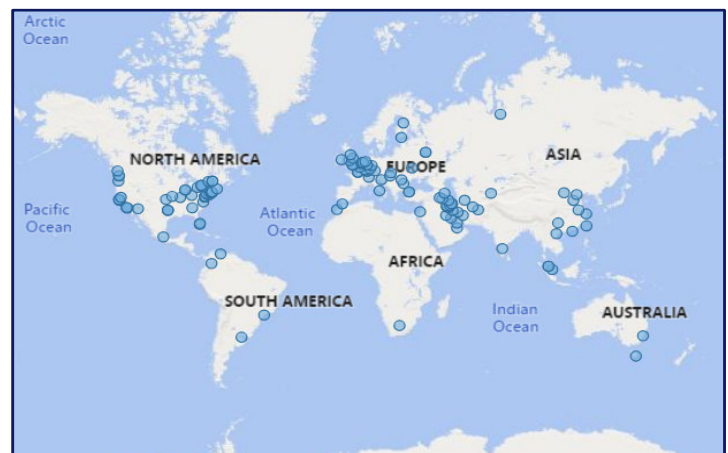 Arctic
Ocean
NORTH AMERICA
EUROPE
ASIA
Pacific
Ocean
Atlantic
Ocean
AFRICA
SOUTH AMERICA
Indian
Ocean
AUSTRALIA